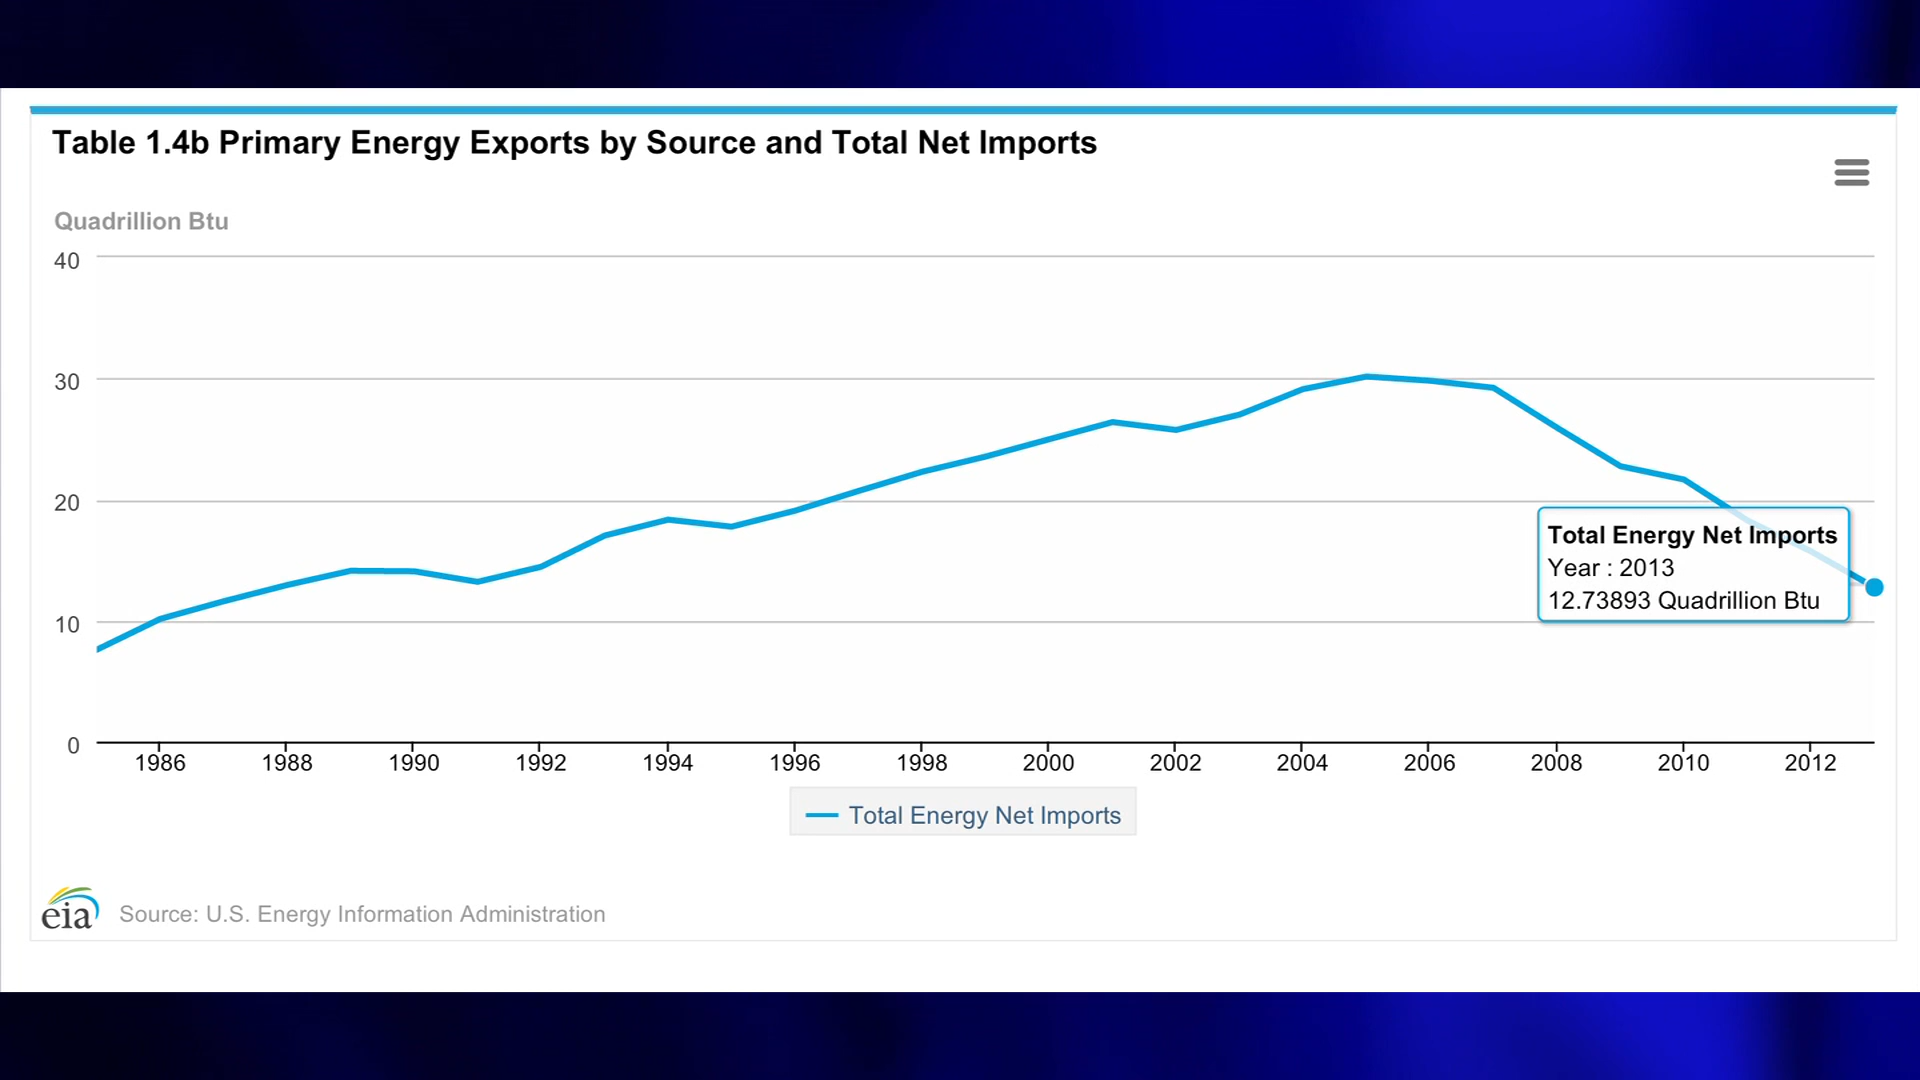 Table 1.4b Primary Energy Exports by Source and Total Net Imports
Quadrillion Btu
40
30
20
10
0
Total Energy Net Imports
Year : 2013
12.73893 Quadrillion Btu
1986 1988 1990 1992 1994 1996 1998 2000 2002 2004 2006 2008 2010 2012
Total Energy Net Imports
eia Source: U.S. Energy Information Administration